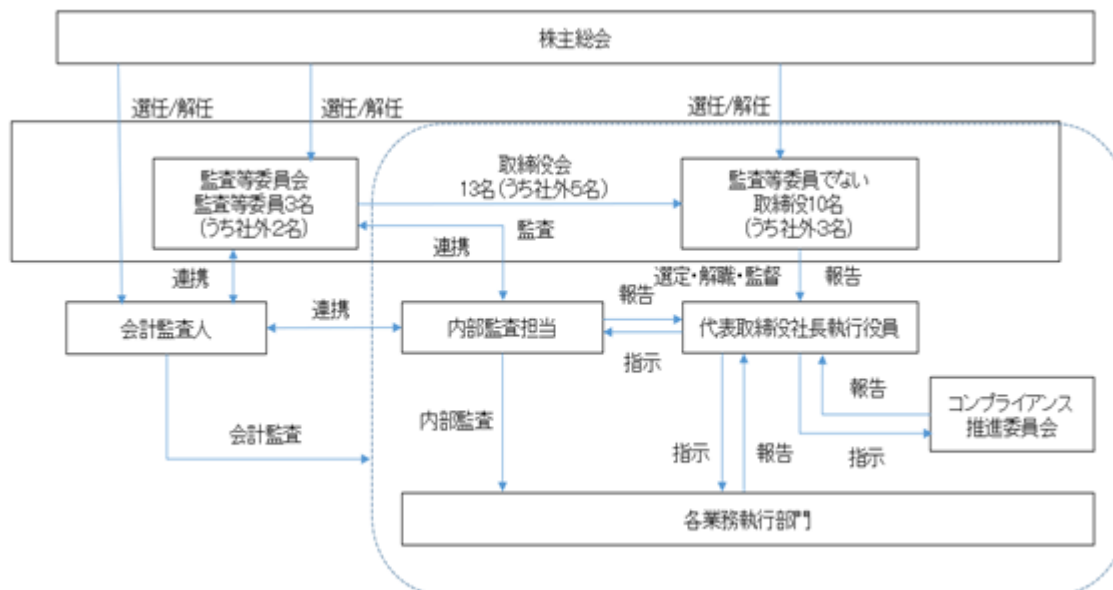 株主総会
選任/解任
選任/解任
選任/解任
監査等委員会
監査等委員3名
(うち社外2名)
取締役会
13名(うち社外5名)
監査等委員でない
取締役10名
(うち社外3名)
監査
連携
連携
選定・解職・監督
報告
会計監査人
連携
内部監査担当
報告
指示
代表取締役社長執行役員
報告
指示
コンプライアンス
推進委員会
会計監査
内部監査
指示
報告
各業務執行部門